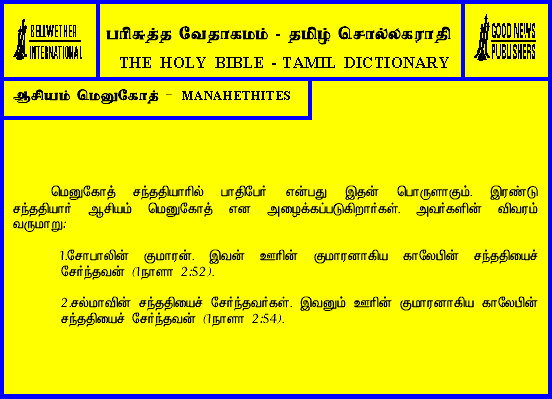 BELLWETHER
INTERNATIONAL
பரிசுத்த வேதாகமம் - தமிழ் சொல்லகராதி
THE HOLY BIBLE - TAMIL DICTIONARY
GOOD NEWS
PUBLISHERS
ஆசியம் மெனுகோத் - MANAHETHITES
மெனுகோத் சந்ததியாரில் பாதிபேர் என்பது இதன் பொருளாகும். இரண்டு
சந்ததியார் ஆசியம் மெனுகோத் என அழைக்கப்படுகிறார்கள். அவர்களின் விவரம்
வருமாறு:
1.சோபாலின் குமாரன். இவன் ஊரின் குமாரனாகிய காலேபின் சந்ததியைச்
சேர்ந்தவன் (1நாளா 2:52).
2.சல்மாவின் சந்ததியைச் சேர்ந்தவர்கள். இவனும் ஊரின் குமாரனாகிய காலேபின்
சந்ததியைச் சேர்ந்தவன் (1நாளா 2:54).